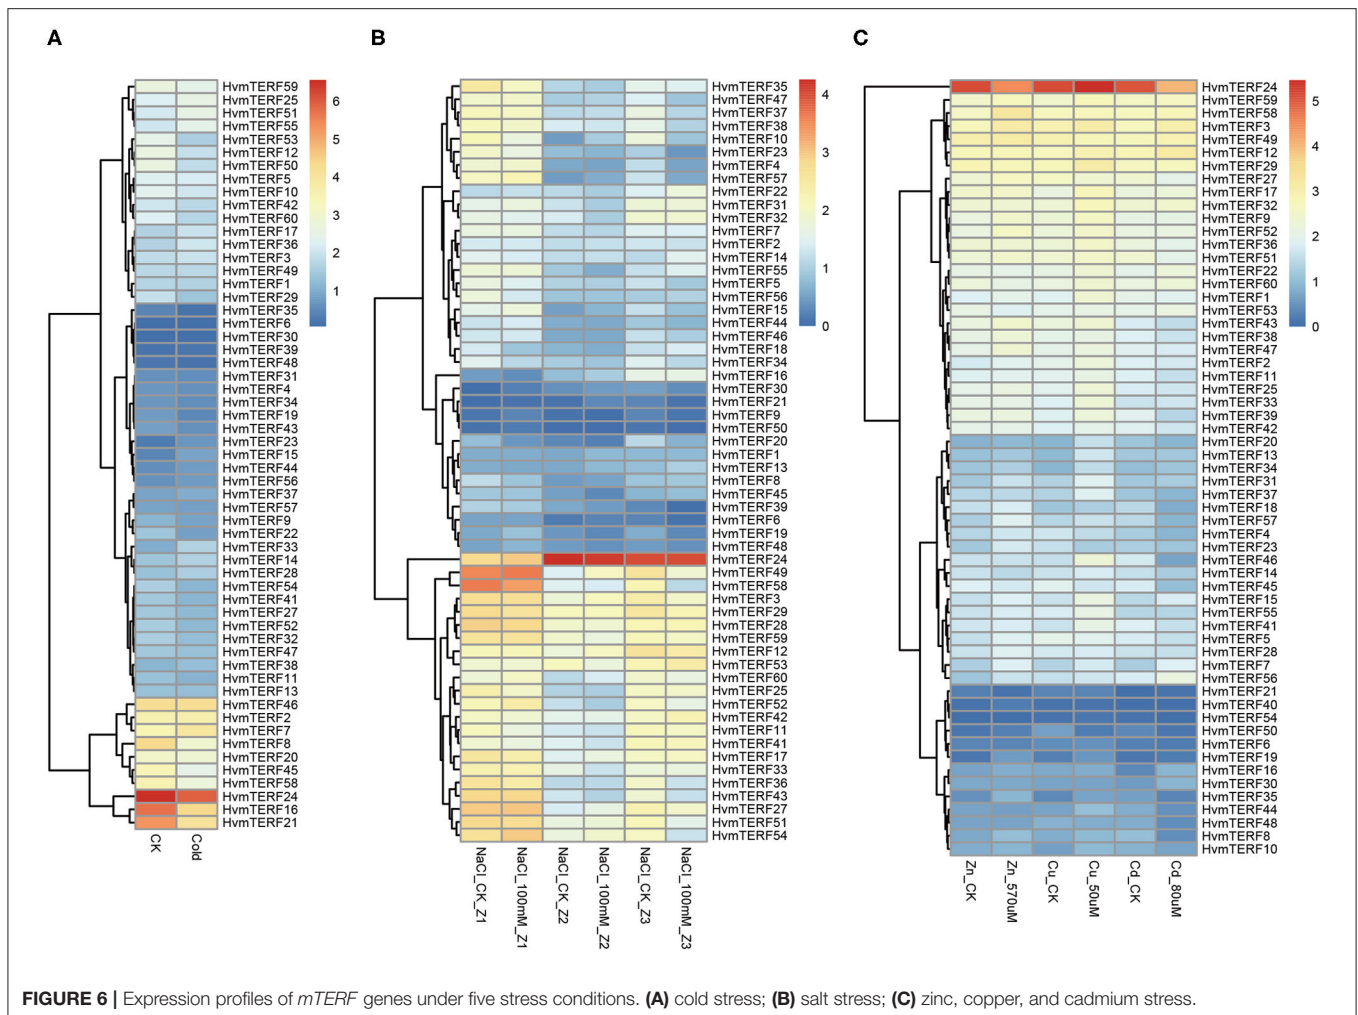 A
B
C
HvmTERF59
HvmTERF25
HvmTERF51
HvmTERF55
HvmTERF53
HvmTERF12
HvmTERF50
HvmTERF5
HvmTERF10
HvmTERF42
HvmTERF60
HvmTERF17
HvmTERF36
HvmTERF3
HvmTERF49
HvmTERF1
HvmTERF29
HvmTERF35
HvmTERF6
HvmTERF30
HvmTERF39
HvmTERF48
HvmTERF31
HvmTERF4
HvmTERF34
HvmTERF19
HvmTERF43
HvmTERF23
HvmTERF15
HvmTERF44
HvmTERF56
HvmTERF37
HvmTERF57
HvmTERF9
HvmTERF22
HvmTERF33
HvmTERF14
HvmTERF28
HvmTERF54
HvmTERF41
HvmTERF27
HvmTERF52
HvmTERF32
HvmTERF47
HvmTERF38
HvmTERF11
HvmTERF13
HvmTERF46
HvmTERF2
HvmTERF7
HvmTERF8
HvmTERF20
HvmTERF45
HvmTERF58
HvmTERF24
HvmTERF16
HvmTERF21
CK
Cold
6
5
4
3
2
1
HvmTERF35
HvmTERF47
HvmTERF37
HvmTERF38
HvmTERF10
HvmTERF23
HvmTERF4
HvmTERF57
HvmTERF22
HvmTERF31
HvmTERF32
HvmTERF7
HvmTERF2
HvmTERF14
HvmTERF55
HvmTERF5
HvmTERF56
HvmTERF15
HvmTERF44
HvmTERF46
HvmTERF18
HvmTERF34
HvmTERF16
HvmTERF30
HvmTERF21
HvmTERF9
HvmTERF50
HvmTERF20
HvmTERF1
HvmTERF13
HvmTERF8
HvmTERF45
HvmTERF39
HvmTERF6
HvmTERF19
HvmTERF48
HvmTERF24
HvmTERF49
HvmTERF58
HvmTERF3
HvmTERF29
HvmTERF28
HvmTERF59
HvmTERF12
HvmTERF53
HvmTERF60
HvmTERF25
HvmTERF52
HvmTERF42
HvmTERF11
HvmTERF41
HvmTERF17
HvmTERF33
HvmTERF36
HvmTERF43
HvmTERF27
HvmTERF51
HvmTERF54
NaCl_CK_Z1
NaCl_100mM_Z1
NaCl_CK_Z2
NaCl_100mM_Z2
NaCl_CK_Z3
NaCl_100mM_Z3
4
3
2
1
0
HvmTERF24
HvmTERF59
HvmTERF58
HvmTERF3
HvmTERF49
HvmTERF12
HvmTERF29
HvmTERF27
HvmTERF17
HvmTERF32
HvmTERF9
HvmTERF52
HvmTERF36
HvmTERF51
HvmTERF22
HvmTERF60
HvmTERF1
HvmTERF53
HvmTERF43
HvmTERF38
HvmTERF47
HvmTERF2
HvmTERF11
HvmTERF25
HvmTERF33
HvmTERF39
HvmTERF42
HvmTERF20
HvmTERF13
HvmTERF34
HvmTERF31
HvmTERF37
HvmTERF18
HvmTERF57
HvmTERF4
HvmTERF23
HvmTERF46
HvmTERF14
HvmTERF45
HvmTERF15
HvmTERF55
HvmTERF41
HvmTERF5
HvmTERF28
HvmTERF7
HvmTERF56
HvmTERF21
HvmTERF40
HvmTERF54
HvmTERF50
HvmTERF6
HvmTERF19
HvmTERF16
HvmTERF30
HvmTERF35
HvmTERF44
HvmTERF48
HvmTERF8
HvmTERF10
Zn_CK
Zn_570uM
Cu_CK
Cu_50uM
Cd_CK
Cd_80uM
5
4
3
2
1
0
FIGURE 6 | Expression profiles of mTERF genes under five stress conditions. (A) cold stress; (B) salt stress; (C) zinc, copper, and cadmium stress.